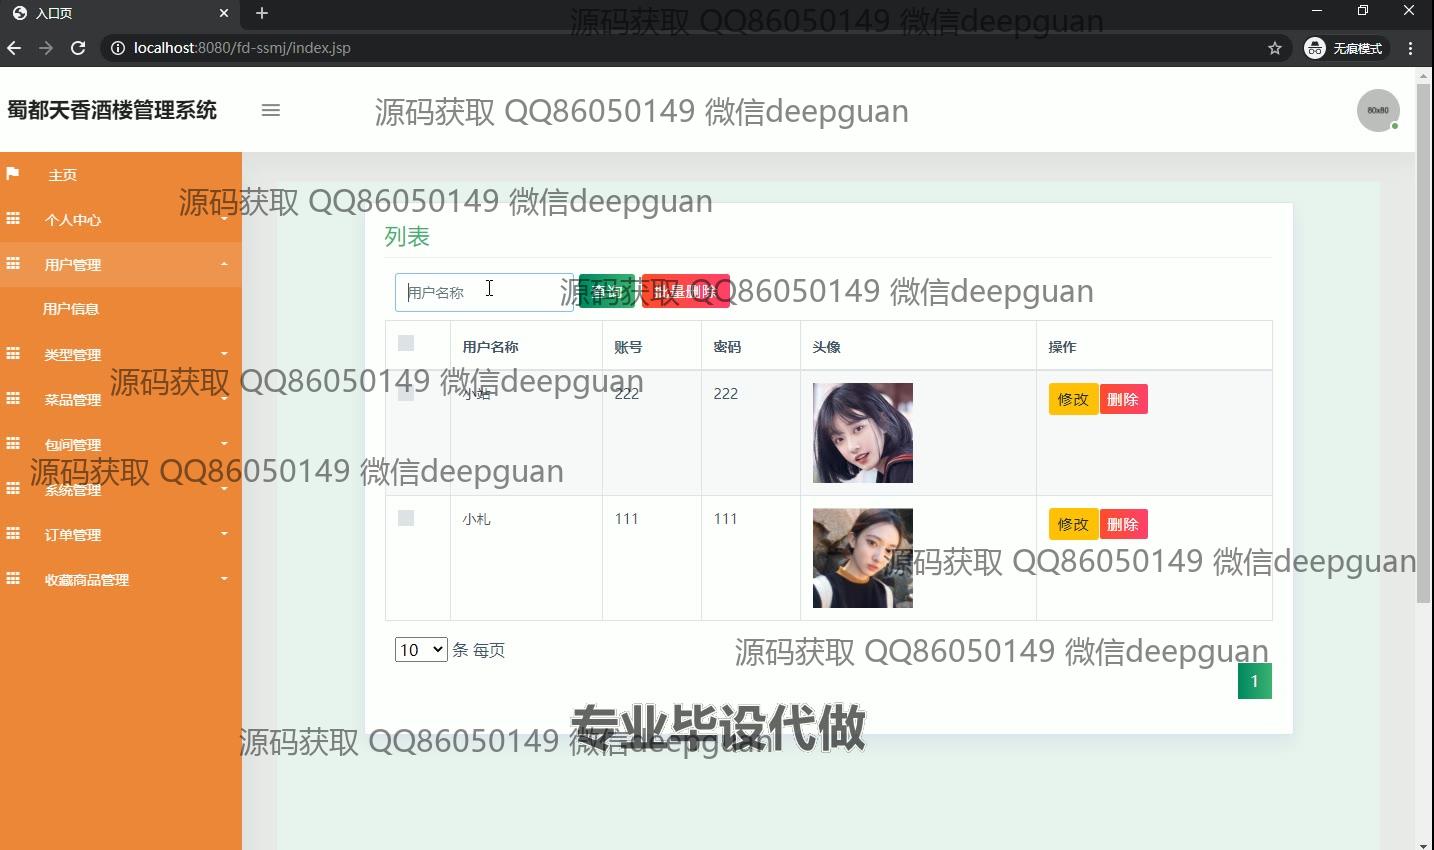 入口页
源码获取 QQ86050149 微信deepguan
localhost:8080/fd-ssmj/index.jsp
无痕模式
蜀都天香酒楼管理系统
源码获取 QQ86050149 微信deepguan
80x80
主页
个人中心
源码获取 QQ86050149 微信deepguan
用户管理
用户信息
类型管理
菜品管理
包间管理
系统管理
订单管理
收藏商品管理
列表
用户名称
查询
批量删除
源码获取 QQ86050149 微信deepguan
用户名称 账号 密码 头像 操作
源码获取 QQ86050149 微信deepguan
小站 222 222 修改 删除
源码获取 QQ86050149 微信deepguan
小札 111 111 修改 删除
源码获取 QQ86050149 微信deepguan
10 条 每页
源码获取 QQ86050149 微信deepguan
1
专业毕设代做
源码获取 QQ86050149 微信deepguan